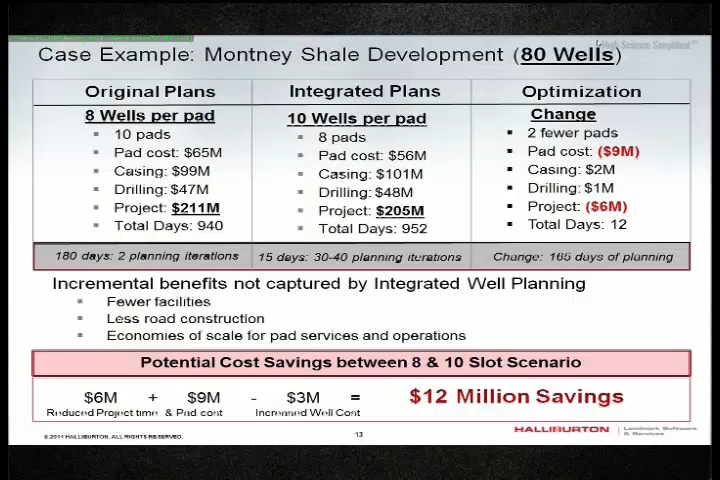 High Science Simplified™
Case Example: Montney Shale Development (80 Wells)
Original Plans
8 Wells per pad
10 pads
Pad cost: $65M
Casing: $99M
Drilling: $47M
Project: $211M
Total Days: 940
Integrated Plans
10 Wells per pad
8 pads
Pad cost: $56M
Casing: $101M
Drilling: $48M
Project: $205M
Total Days: 952
Optimization
Change
2 fewer pads
Pad cost: ($9M)
Casing: $2M
Drilling: $1M
Project: ($6M)
Total Days: 12
180 days: 2 planning iterations
15 days: 30-40 planning iterations
Change: 165 days of planning
Incremental benefits not captured by Integrated Well Planning
Fewer facilities
Less road construction
Economies of scale for pad services and operations
Potential Cost Savings between 8 & 10 Slot Scenario
$6M + $9M - $3M = $12 Million Savings
Reduced Project time & Pad cost Increased Well Cost
© 2011 HALLIBURTON. ALL RIGHTS RESERVED.
13
HALLIBURTON
Landmark Software
& Services